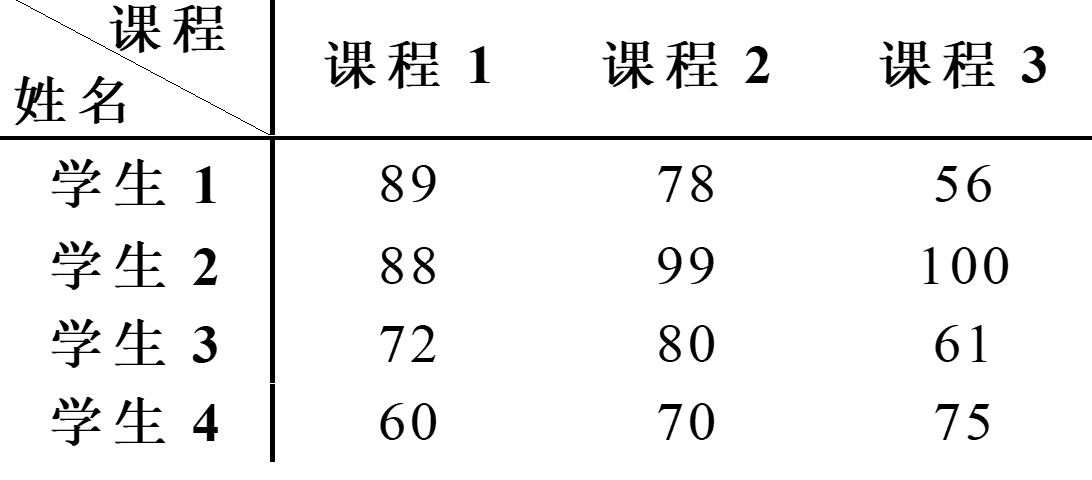 课程
姓名
课程 1 课程 2 课程 3
学生 1 89 78 56
学生 2 88 99 100
学生 3 72 80 61
学生 4 60 70 75